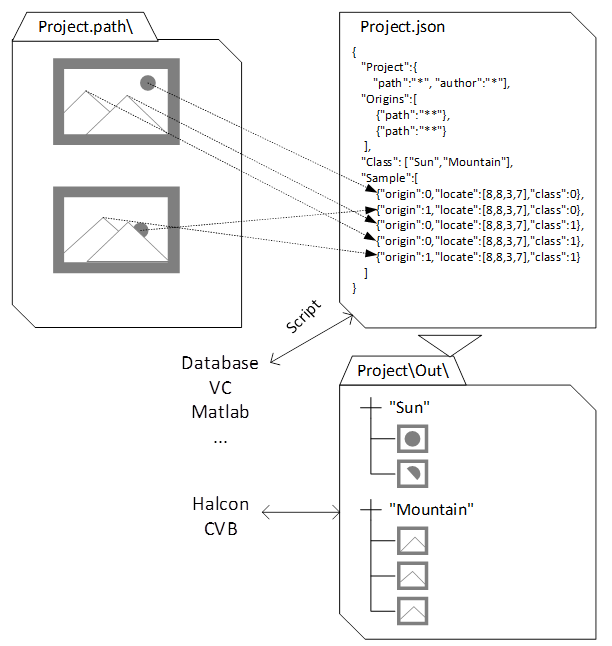 Project.path\
Project.json
{
"Project":{
"path":"*", "author":"*"],
"Origins":[
{"path":"**"},
{"path":"**"}
],
"Class": ["Sun","Mountain"],
"Sample":[
{"origin":0,"locate":[8,8,3,7],"class":0},
{"origin":1,"locate":[8,8,3,7],"class":0},
{"origin":0,"locate":[8,8,3,7],"class":1},
{"origin":0,"locate":[8,8,3,7],"class":1},
{"origin":1,"locate":[8,8,3,7],"class":1}
]
}
Script
Database
VC
Matlab
...
Project\Out\
"Sun"
"Mountain"
Halcon
CVB